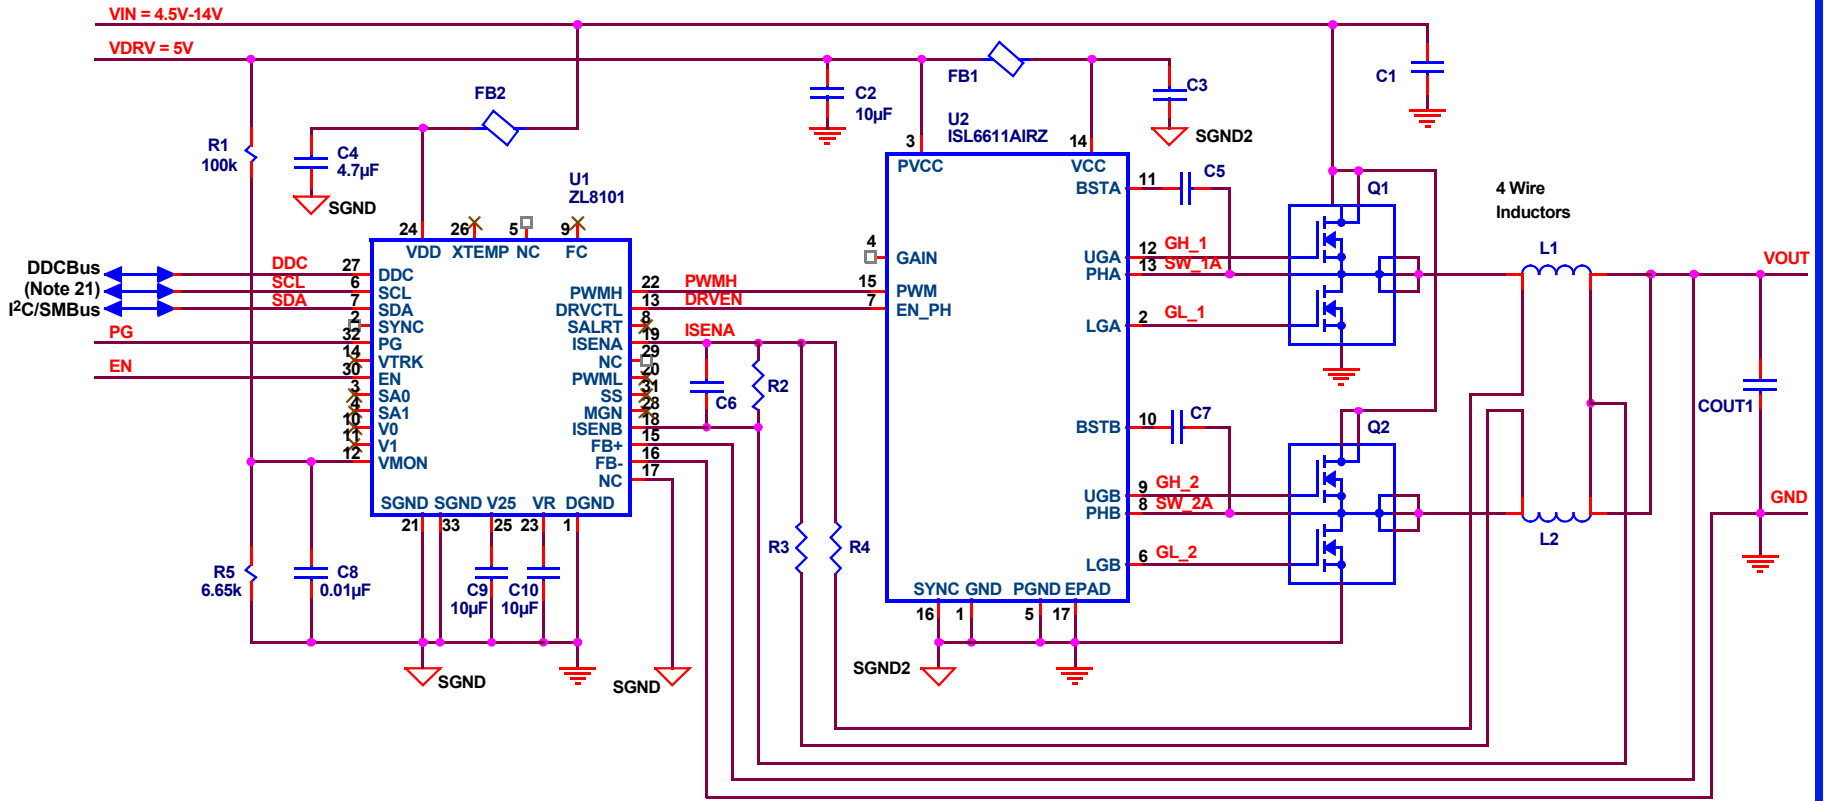 VIN = 4.5V-14V
VDRV = 5V
FB2
R1
100k
C4
4.7µF
SGND
U1
ZL8101
C2
10µF
FB1
C3
SGND2
C1
U2
ISL6611AIRZ
3
14
PVCC
VCC
BSTA
11
C5
Q1
4 Wire
Inductors
24
26
5
9
VDD
XTEMP
NC
FC
DDCBus
(Note 21)
I²C/SMBus
DDC
SCL
SDA
PG
EN
27
6
7
2
32
14
30
3
4
10
11
12
DDC
SCL
SDA
SYNC
PG
VTRK
EN
SA0
SA1
V0
V1
VMON
PWMH
DRVCTL
SALRT
ISENA
NC
PWML
SS
MGN
ISENB
FB+
FB-
NC
22
13
8
19
29
20
31
28
18
15
16
17
PWMH
DRVEN
ISENA
SGND
SGND
V25
VR
DGND
21
33
25
23
1
R5
6.65k
C8
0.01µF
C9
10µF
C10
10µF
SGND
SGND
C6
R2
R3
R4
4
GAIN
15
PWM
7
EN_PH
UGA
12
GH_1
PHA
13
SW_1A
LGA
2
GL_1
BSTB
10
C7
Q2
UGB
9
GH_2
PHB
8
SW_2A
LGB
6
GL_2
SYNC
GND
PGND
EPAD
16
1
5
17
SGND2
L1
VOUT
COUT1
GND
L2